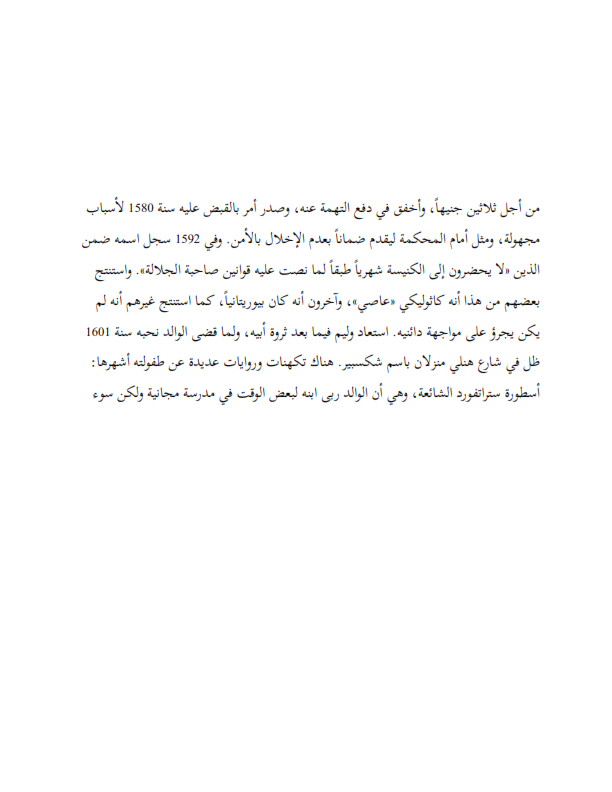 من أجل ثلاثين جنيهاً، وأخفق في دفع التهمة عنه، وصدر أمر بالقبض عليه سنة 1580 لأسباب
مجهولة، ومثل أمام المحكمة ليقدم ضماناً بعدم الإخلال بالأمن. وفي 1592 سجل اسمه ضمن
الذين «لا يحضرون إلى الكنيسة شهرياً طبقاً لما نصت عليه قوانين صاحبة الجلالة». واستنتج
بعضهم من هذا أنه كاثوليكي «عاصي»، وآخرون أنه كان بيوريتانياً، كما استنتج غيرهم أنه لم
يكن يجرؤ على مواجهة دائنيه. استعاد وليم فيما بعد ثروة أبيه، ولما قضى الوالد نحبه سنة 1601
ظل في شارع هنلي منزلان باسم شكسبير. هناك تكهنات وروايات عديدة عن طفولته أشهرها:
أسطورة ستراتفورد الشائعة، وهي أن الوالد ربى ابنه لبعض الوقت في مدرسة مجانية ولكن سوء